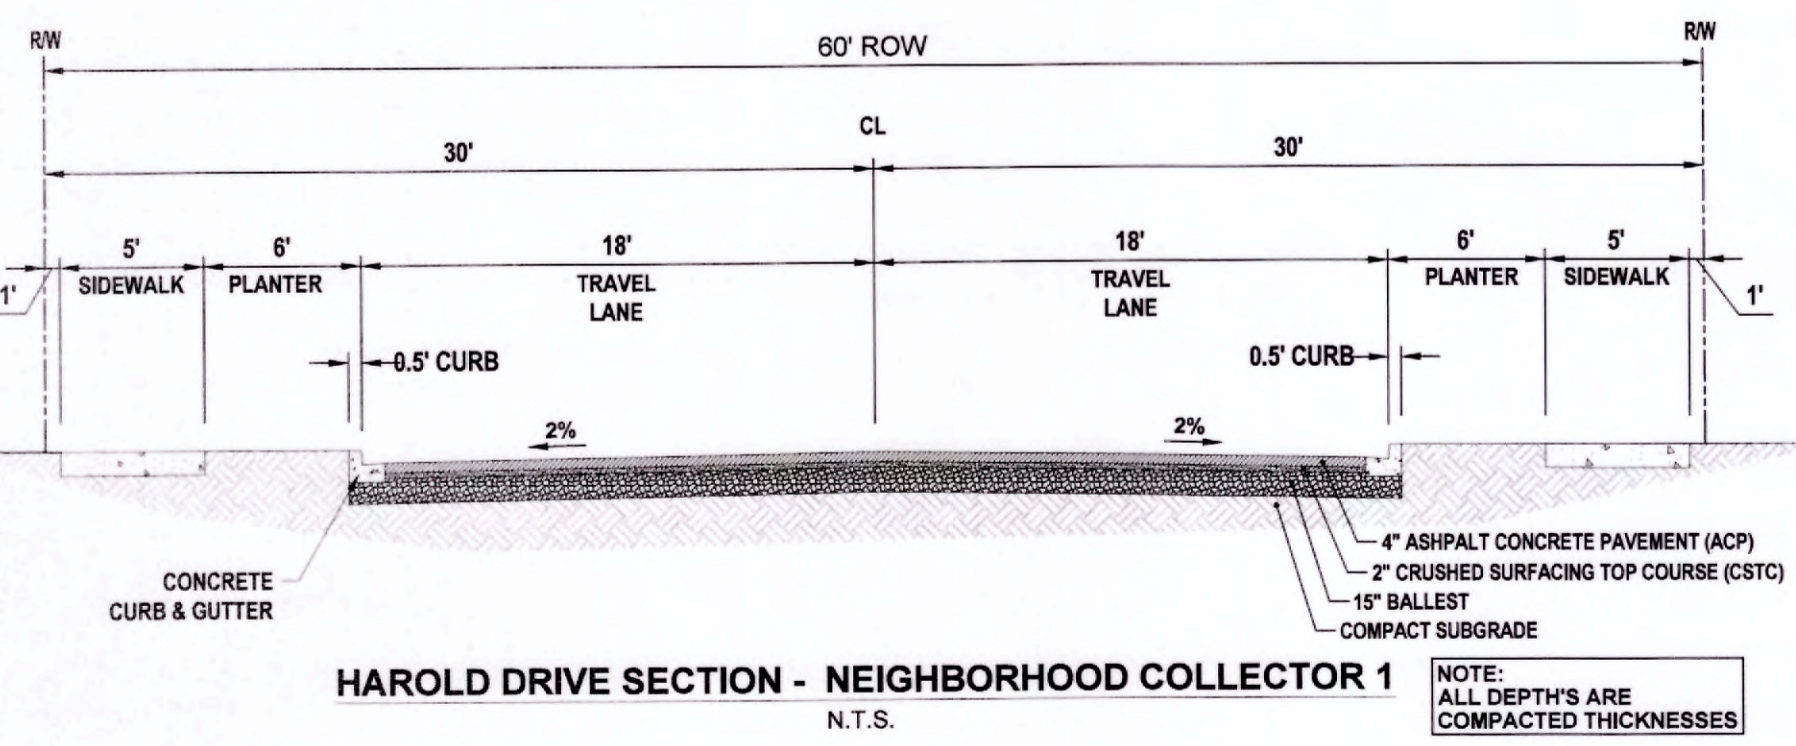 R/W
R/W
60' ROW
CL
30'
30'
5'
6'
18'
18'
6'
5'
SIDEWALK
PLANTER
TRAVEL
LANE
TRAVEL
LANE
PLANTER
SIDEWALK
1'
1'
0.5' CURB
0.5' CURB
2%
2%
4" ASHPALT CONCRETE PAVEMENT (ACP)
2" CRUSHED SURFACING TOP COURSE (CSTC)
15" BALLEST
COMPACT SUBGRADE
CONCRETE
CURB & GUTTER
HAROLD DRIVE SECTION - NEIGHBORHOOD COLLECTOR 1
N.T.S.
NOTE:
ALL DEPTH'S ARE
COMPACTED THICKNESSES